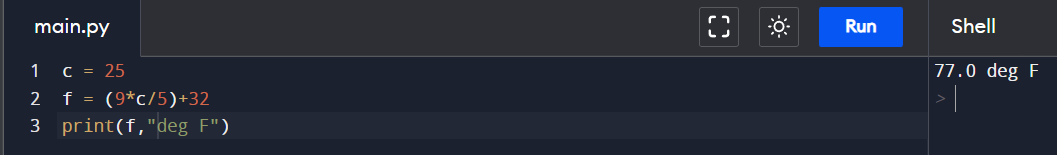 main.py Run Shell
1 c = 25 77.0 deg F
2 f = (9*c/5)+32 >
3 print(f,"deg F")